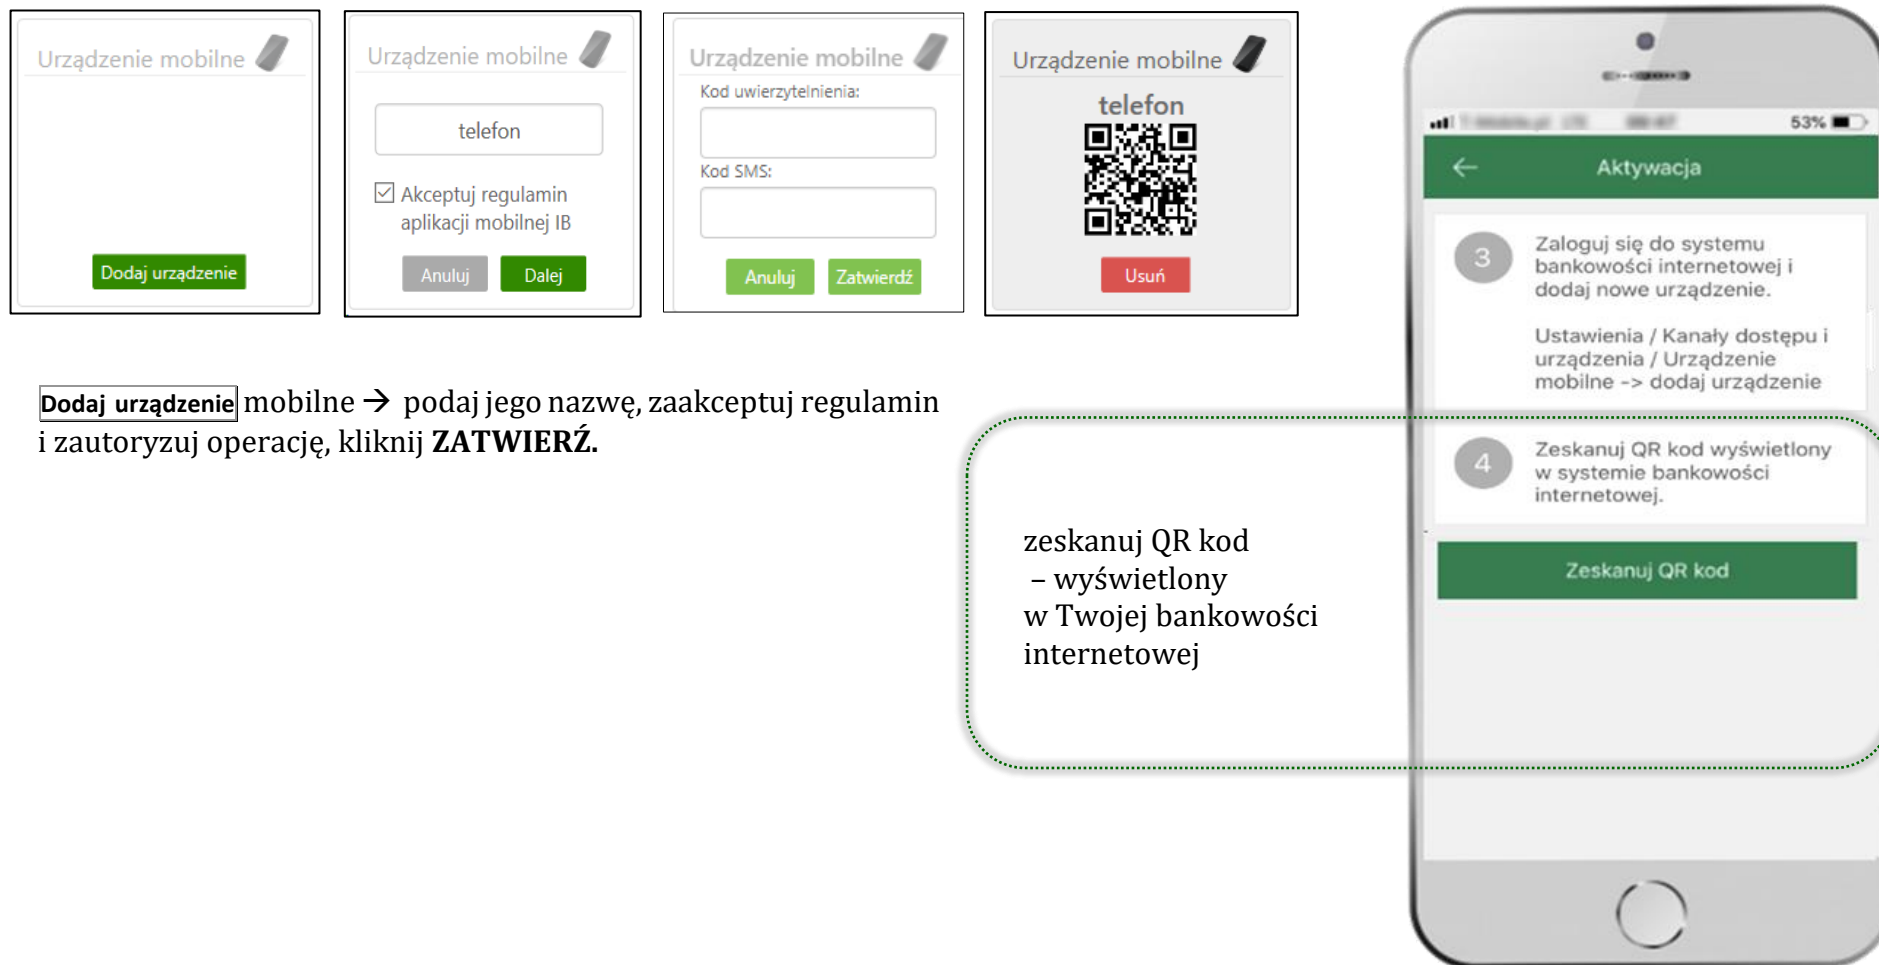 Urządzenie mobilne
Dodaj urządzenie
Urządzenie mobilne
telefon
Akceptuj regulamin
aplikacji mobilnej IB
Anuluj
Dalej
Urządzenie mobilne
Kod uwierzytelnienia:
Kod SMS:
Anuluj
Zatwierdź
Urządzenie mobilne
telefon
Usuń
Dodaj urządzenie mobilne → podaj jego nazwę, zaakceptuj regulamin
i zautoryzuj operację, kliknij ZATWIERŹ.
zeskanuj QR kod
– wyświetlony
w Twojej bankowości
internetowej
53%
← Aktywacja
3
Zaloguj się do systemu
bankowości internetowej i
dodaj nowe urządzenie.
Ustawienia / Kanały dostępu i
urządzenia / Urządzenie
mobilne -> dodaj urządzenie
4
Zeskanuj QR kod wyświetlony
w systemie bankowości
internetowej.
Zeskanuj QR kod